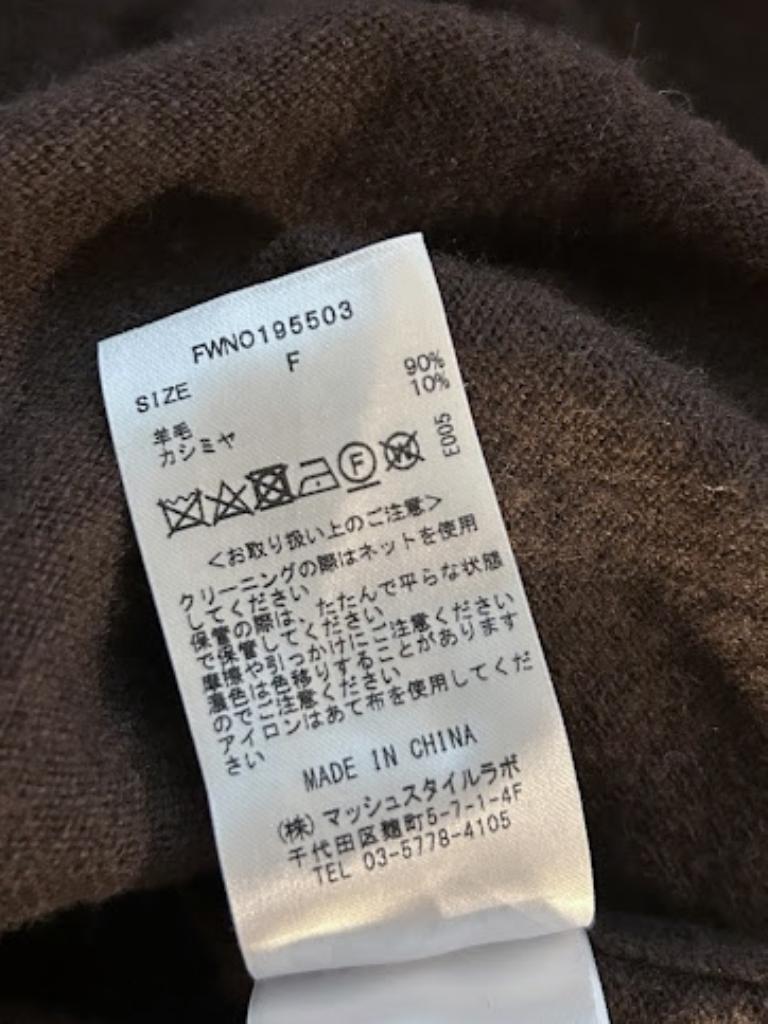 FWNO195503
SIZE F
羊毛 90%
カシミヤ 10%
F W E005
<お取り扱い上のご注意>
クリーニングの際はネットを使用
してください
保管の際は、たたんで平らな状態
で保管してください
摩擦や引っかけにご注意ください
濃色は色移りすることがあります
のでご注意ください
アイロンはあて布を使用してくだ
さい
MADE IN CHINA
(株)マッシュスタイルラボ
千代田区麹町5-7-1-4F
TEL 03-5778-4105